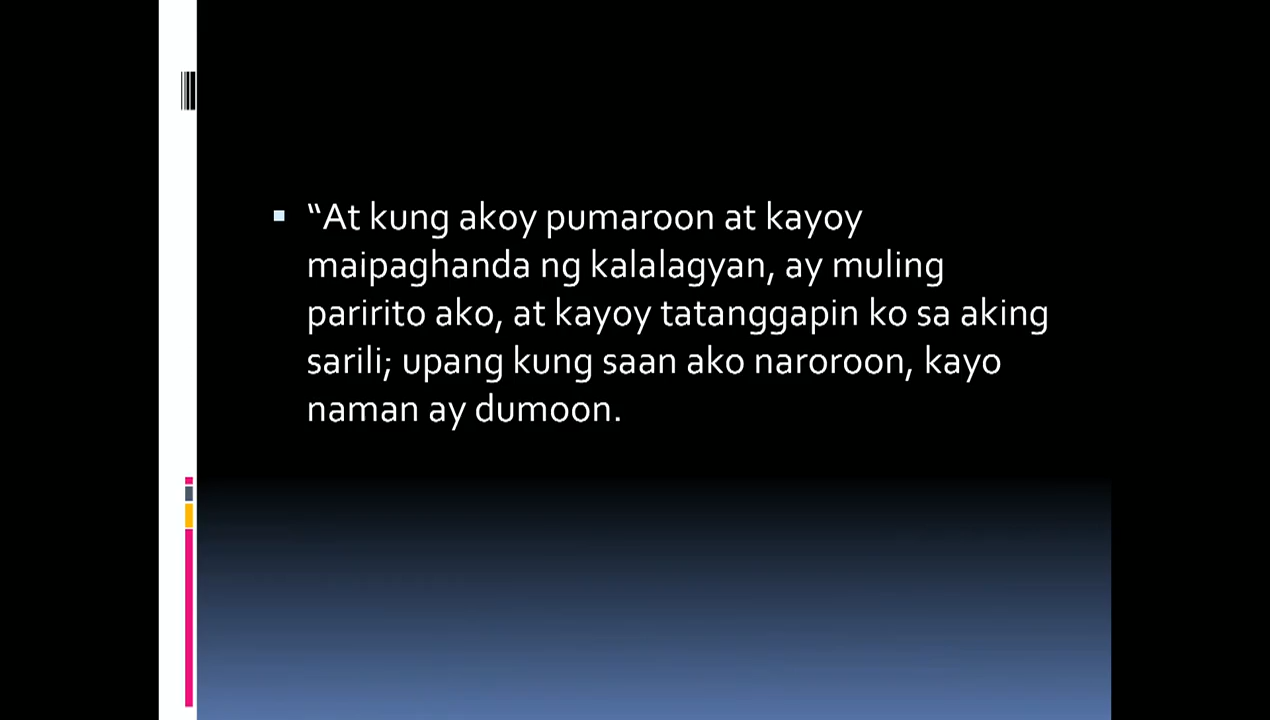 “At kung akoy pumaroon at kayoy
maipaghanda ng kalalagyan, ay muling
paririto ako, at kayoy tatanggapin ko sa aking
sarili; upang kung saan ako naroroon, kayo
naman ay dumoon.